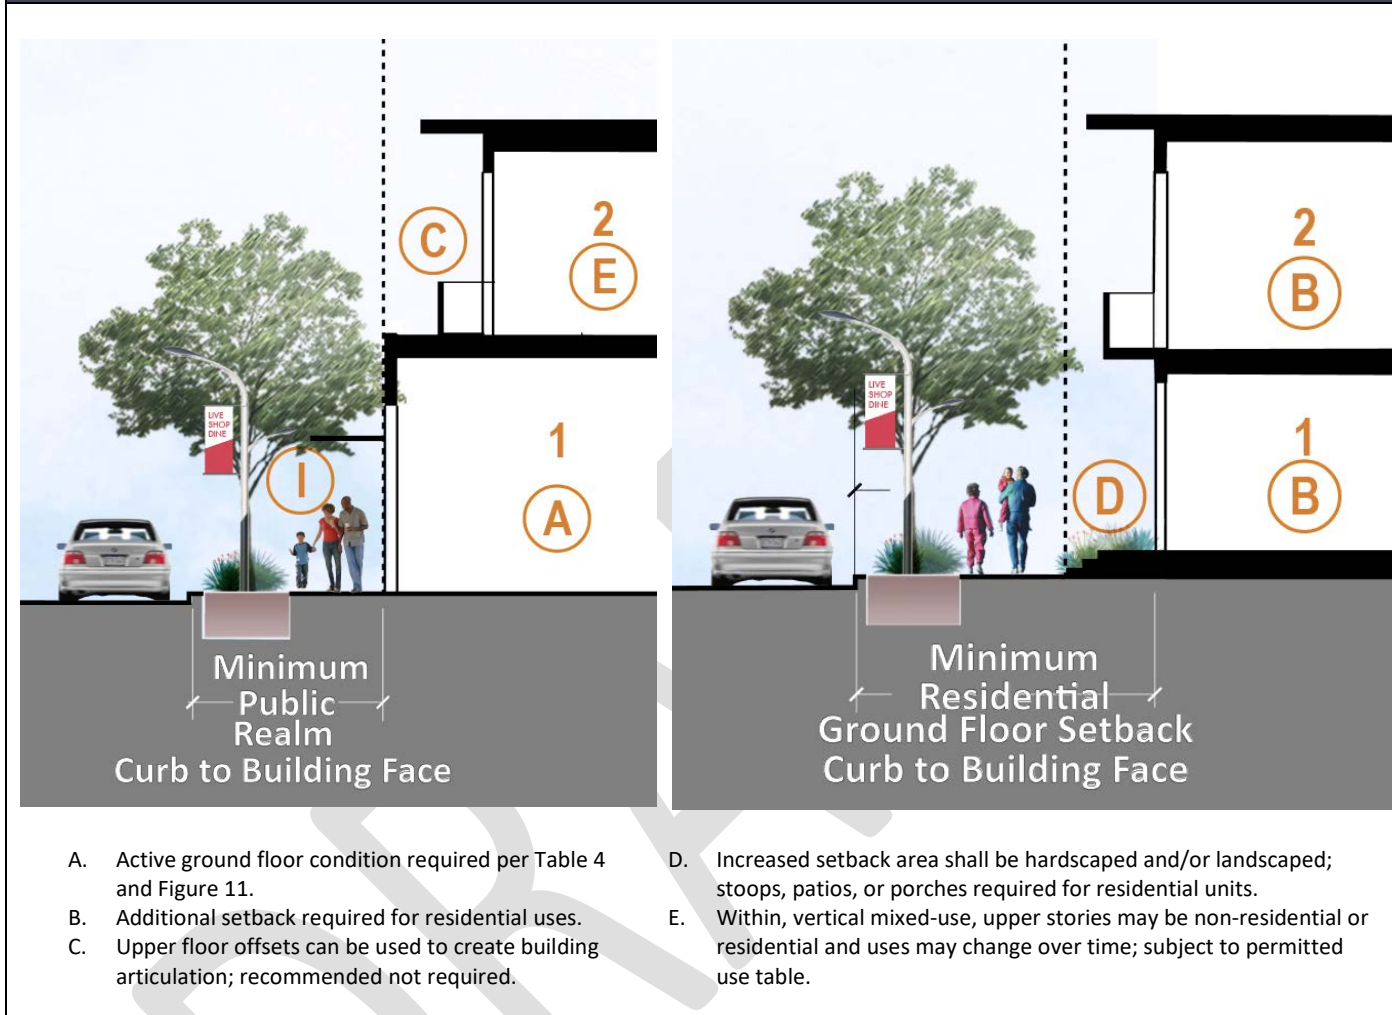 C
2
E
LIVE
SHOP
DINE
I
1
A
Minimum
Public
Realm
Curb to Building Face
2
B
LIVE
SHOP
DINE
D
1
B
Minimum
Residential
Ground Floor Setback
Curb to Building Face
A. Active ground floor condition required per Table 4
and Figure 11.
B. Additional setback required for residential uses.
C. Upper floor offsets can be used to create building
articulation; recommended not required.
D. Increased setback area shall be hardscaped and/or landscaped;
stoops, patios, or porches required for residential units.
E. Within, vertical mixed-use, upper stories may be non-residential or
residential and uses may change over time; subject to permitted
use table.